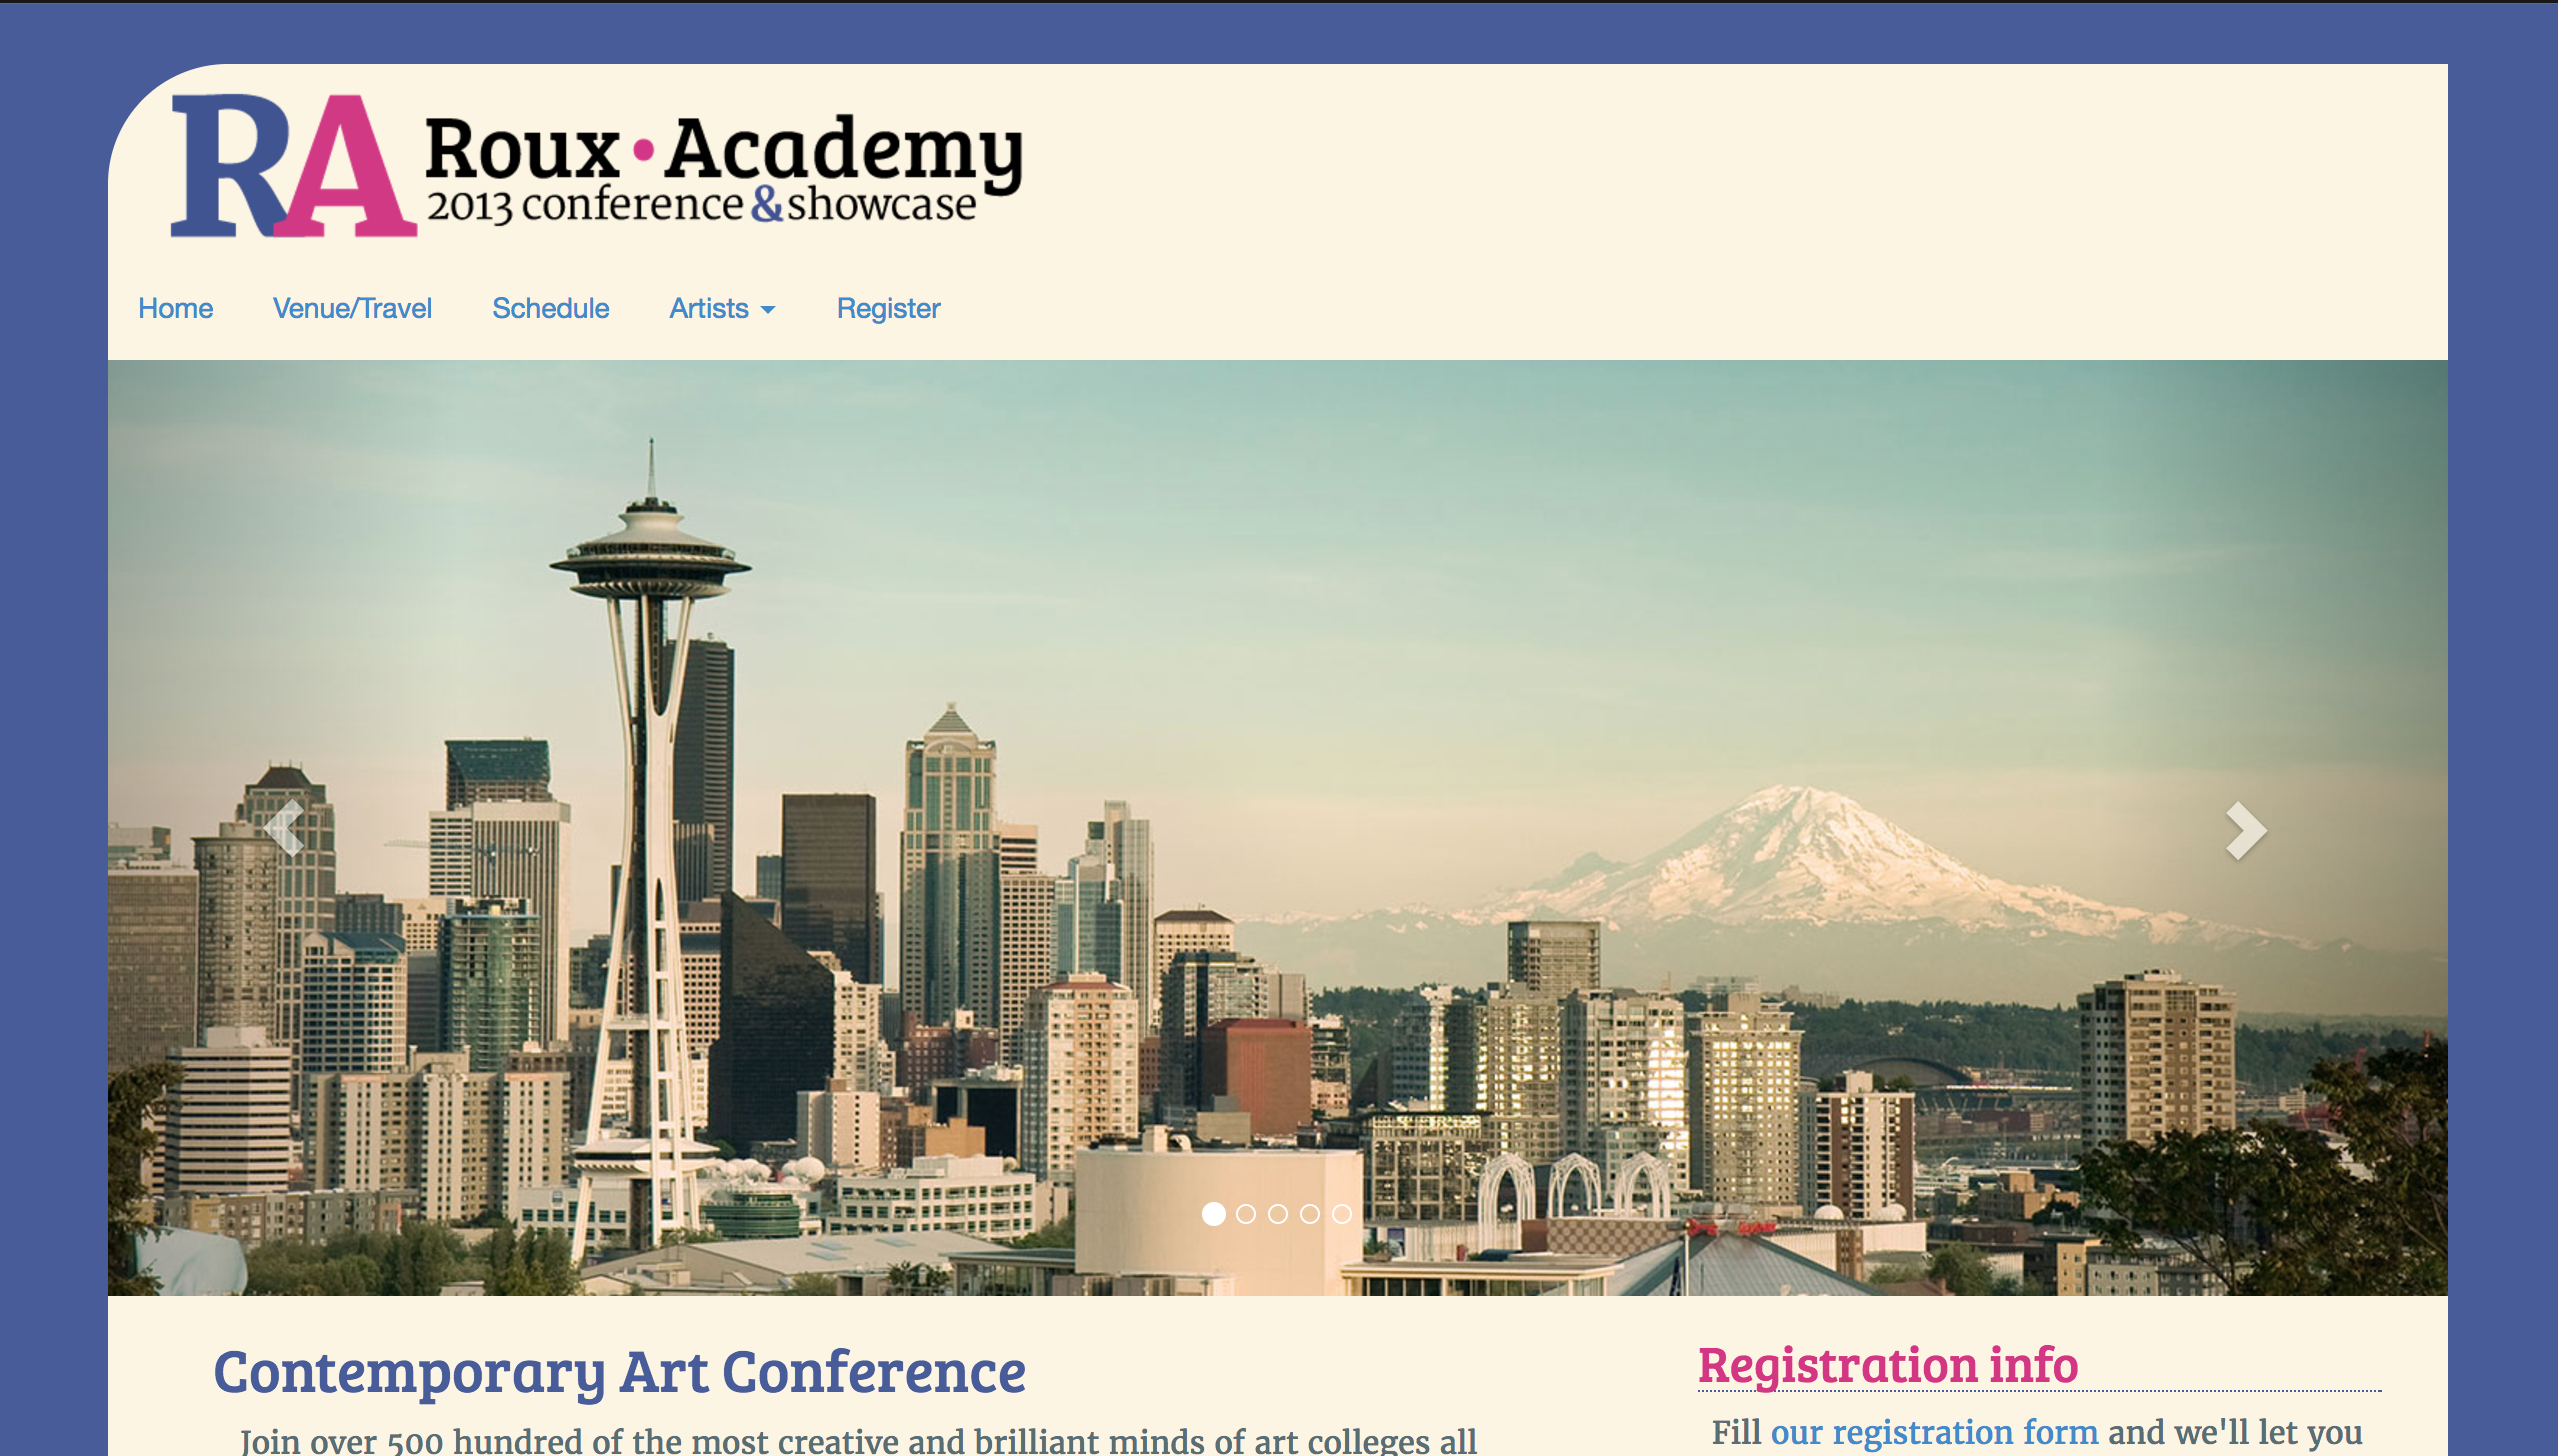 RA
Roux•Academy
2013 conference & showcase
Home Venue/Travel Schedule Artists Register
Contemporary Art Conference
Join over 500 hundred of the most creative and brilliant minds of art colleges all
Registration info
Fill our registration form and we'll let you